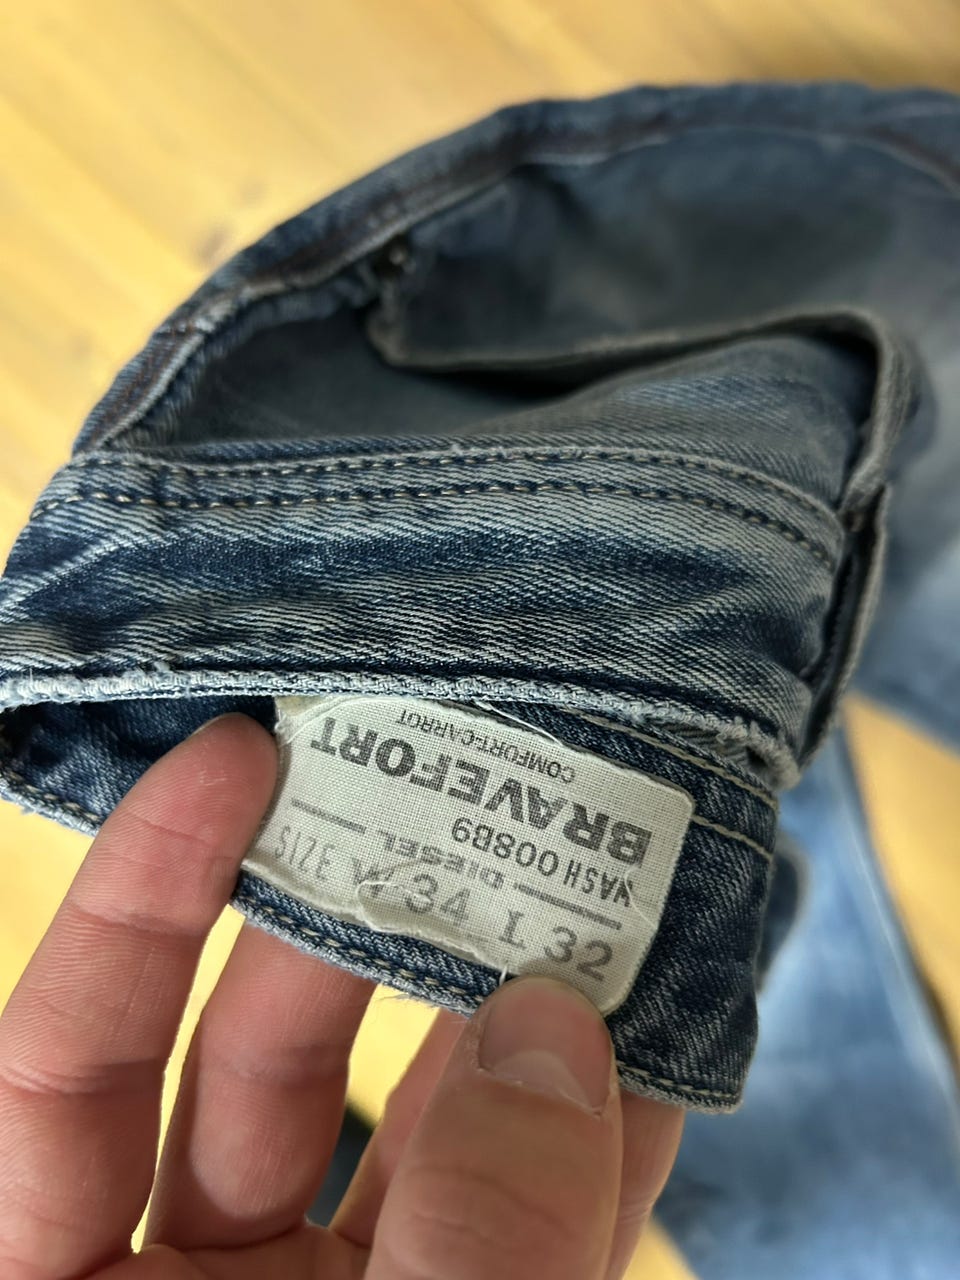 BRAVEFORT
COMFORT-CARROT
WASH 008B9
DIESEL
SIZE W 34 L 32